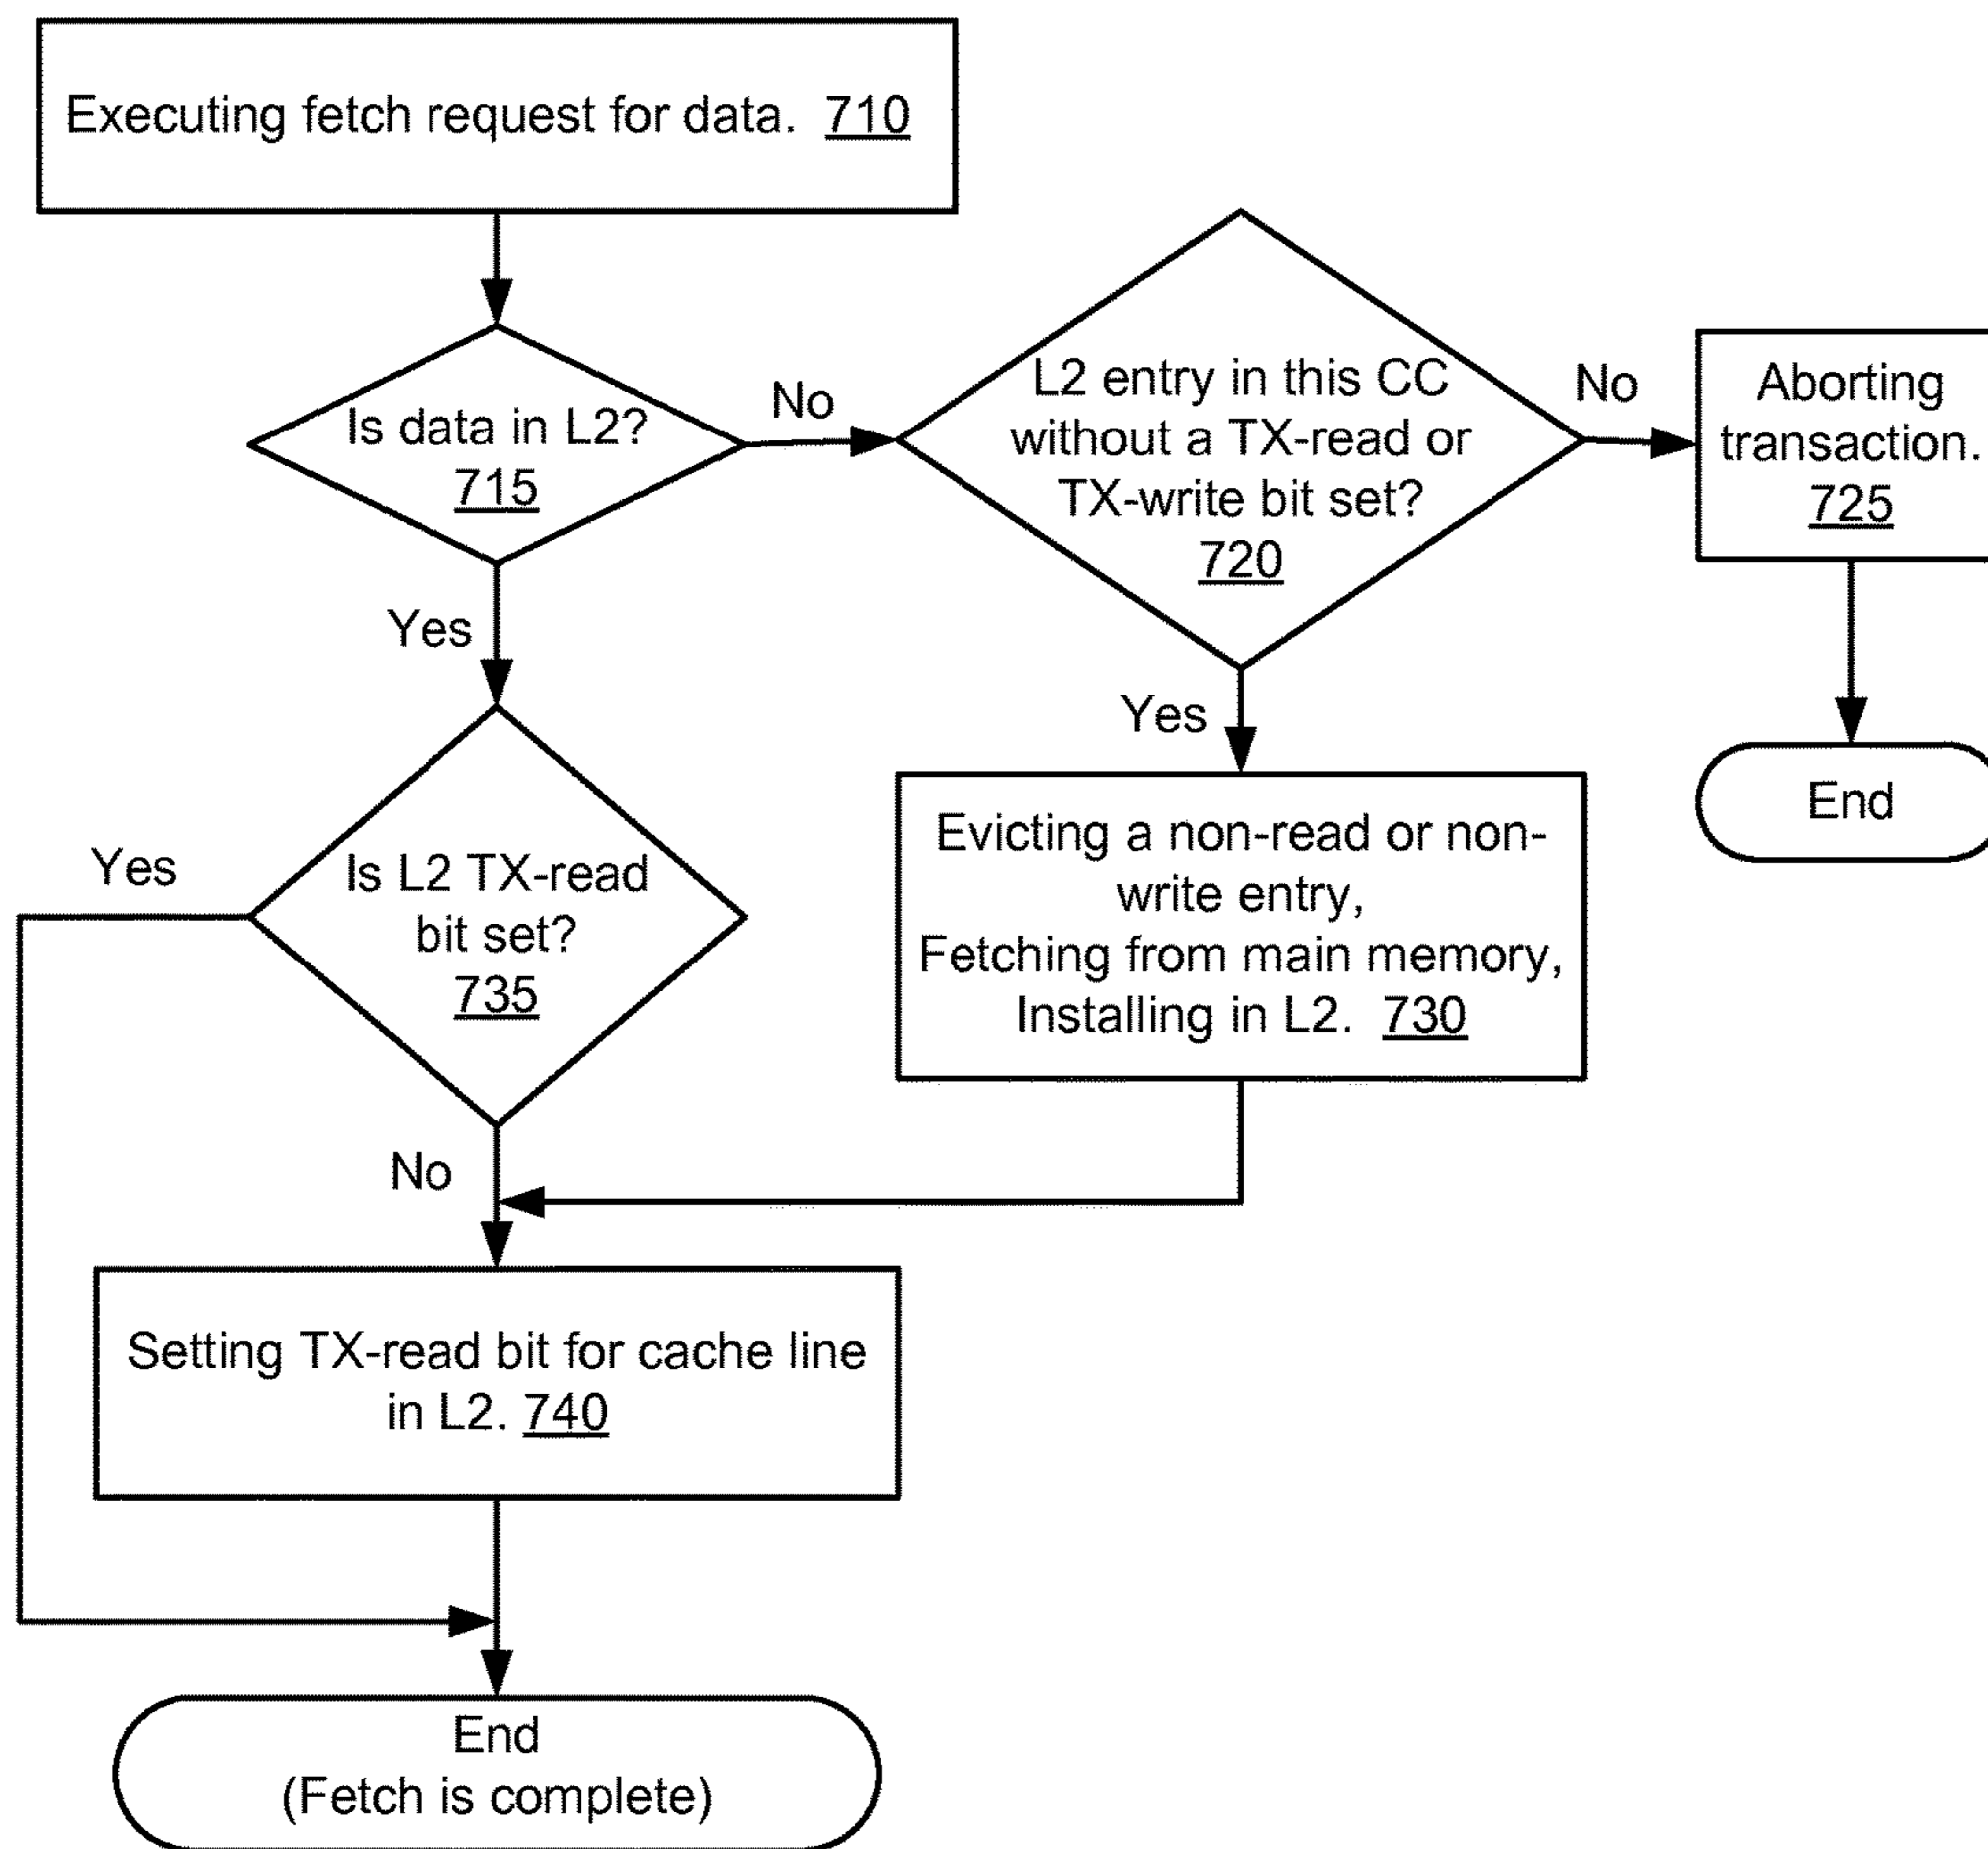 Executing fetch request for data. 710
Is data in L2?
715
No
L2 entry in this CC
without a TX-read or
TX-write bit set?
720
No
Aborting
transaction.
725
End
Yes
Yes
Evicting a non-read or non-
write entry,
Fetching from main memory,
Installing in L2. 730
Yes
Is L2 TX-read
bit set?
735
No
Setting TX-read bit for cache line
in L2. 740
End
(Fetch is complete)